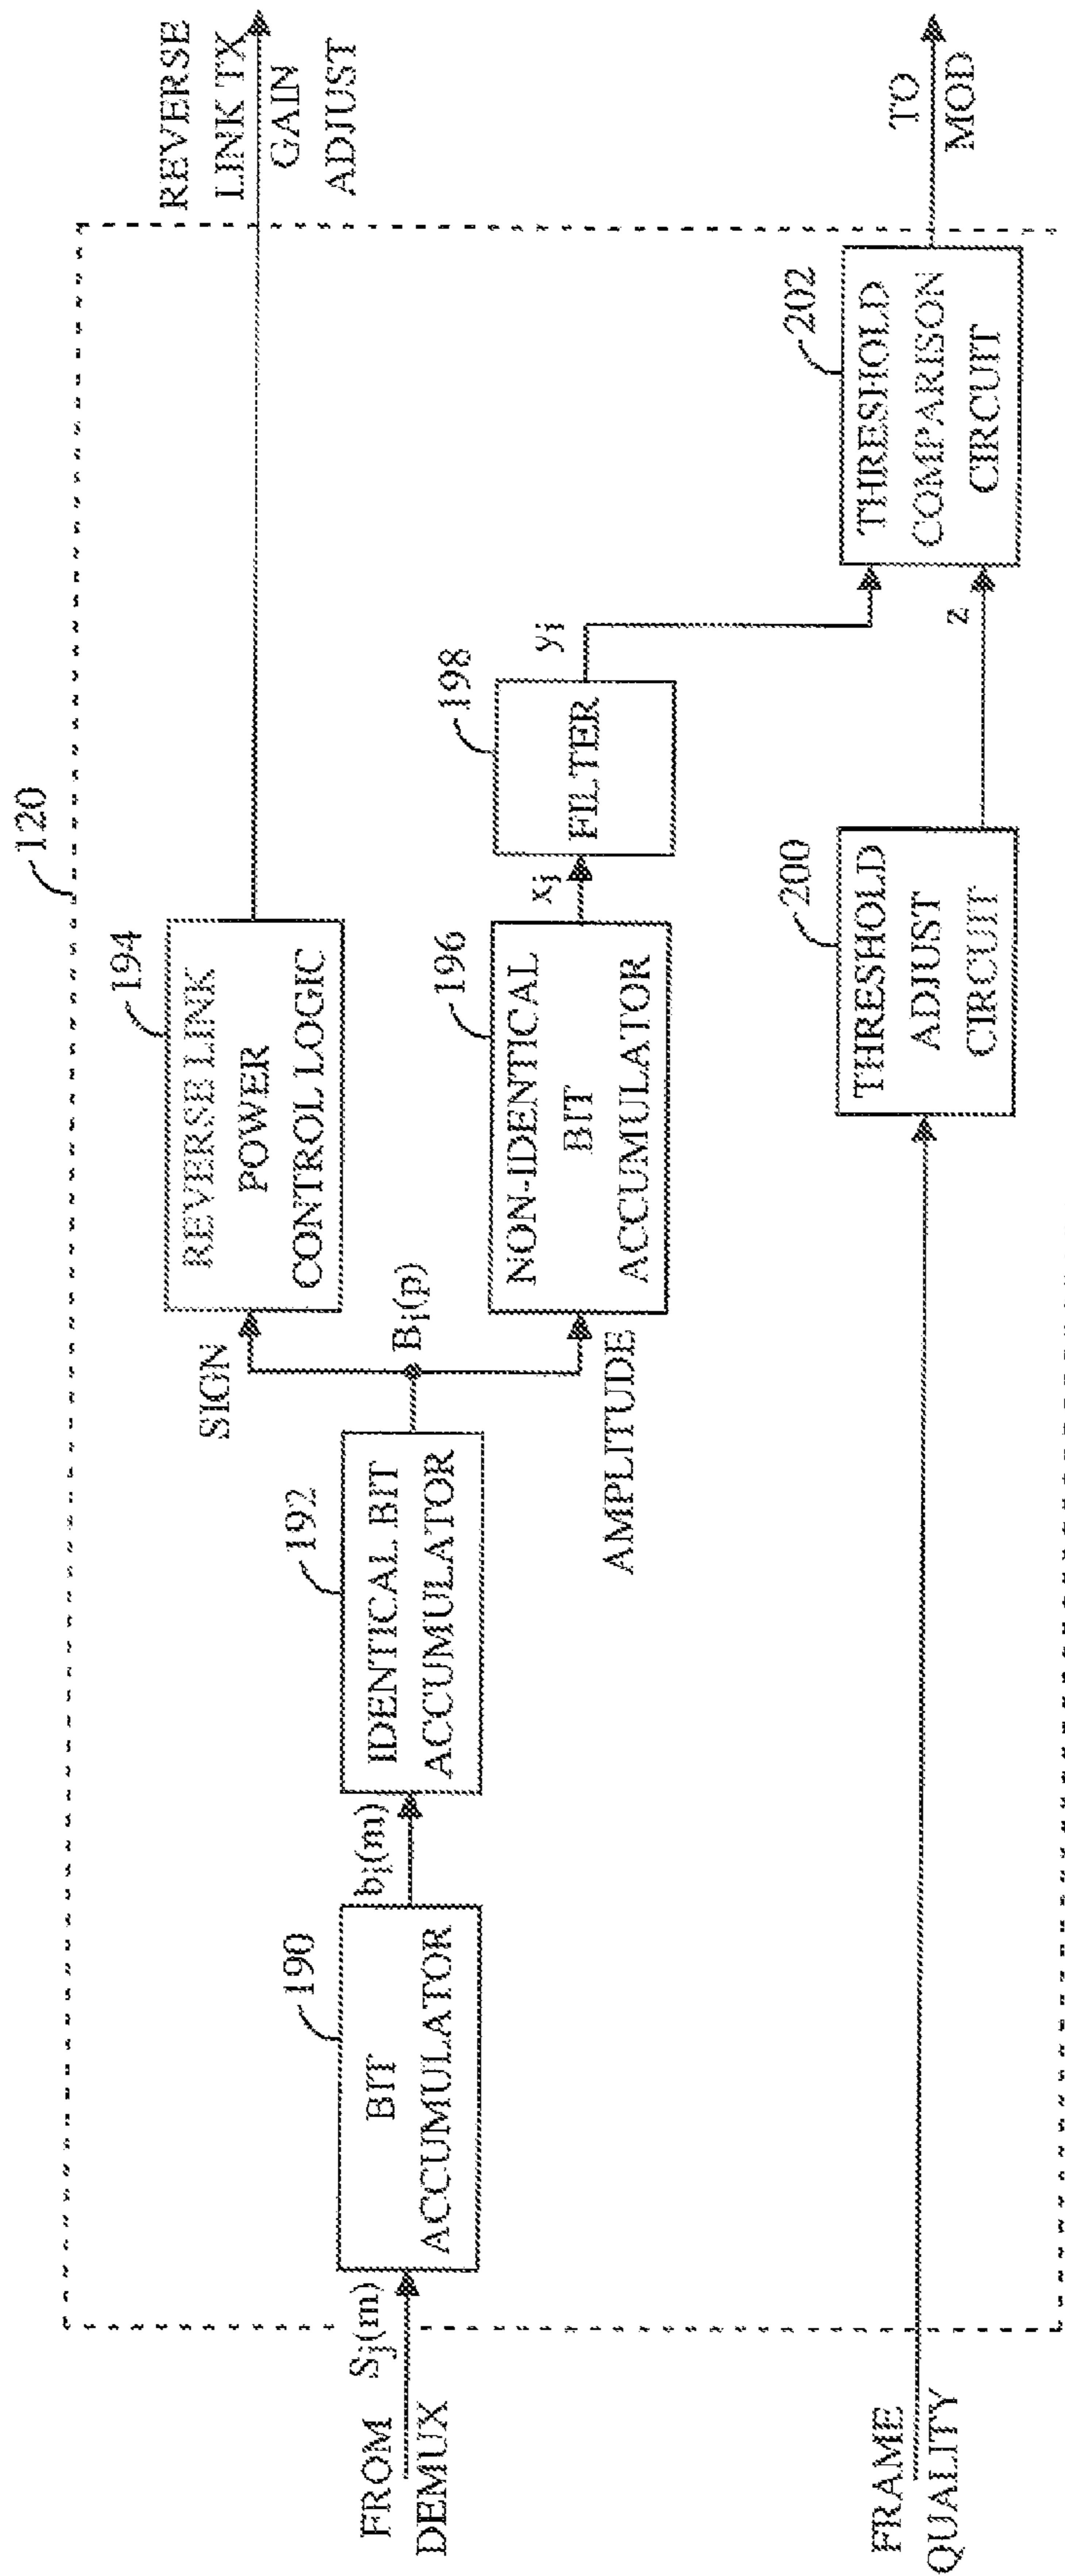 120
REVERSE
LINK TX
GAIN
ADJUST
194
REVERSE LINK
POWER
CONTROL LOGIC
SIGN
FROM
DEMUX
Sj(m)
190
BIT
ACCUMULATOR
bi(m)
192
IDENTICAL BIT
ACCUMULATOR
Bi(p)
AMPLITUDE
196
NON-IDENTICAL
BIT
ACCUMULATOR
xi
198
FILTER
yi
FRAME
QUALITY
200
THRESHOLD
ADJUST
CIRCUIT
z
202
THRESHOLD
COMPARISON
CIRCUIT
TO
MOD